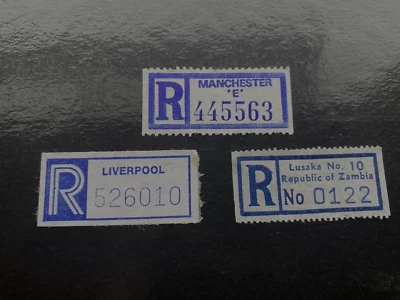 MANCHESTER
'E'
R 445563
LIVERPOOL
R 526010
Lusaka No. 10
Republic of Zambia
R No 0122